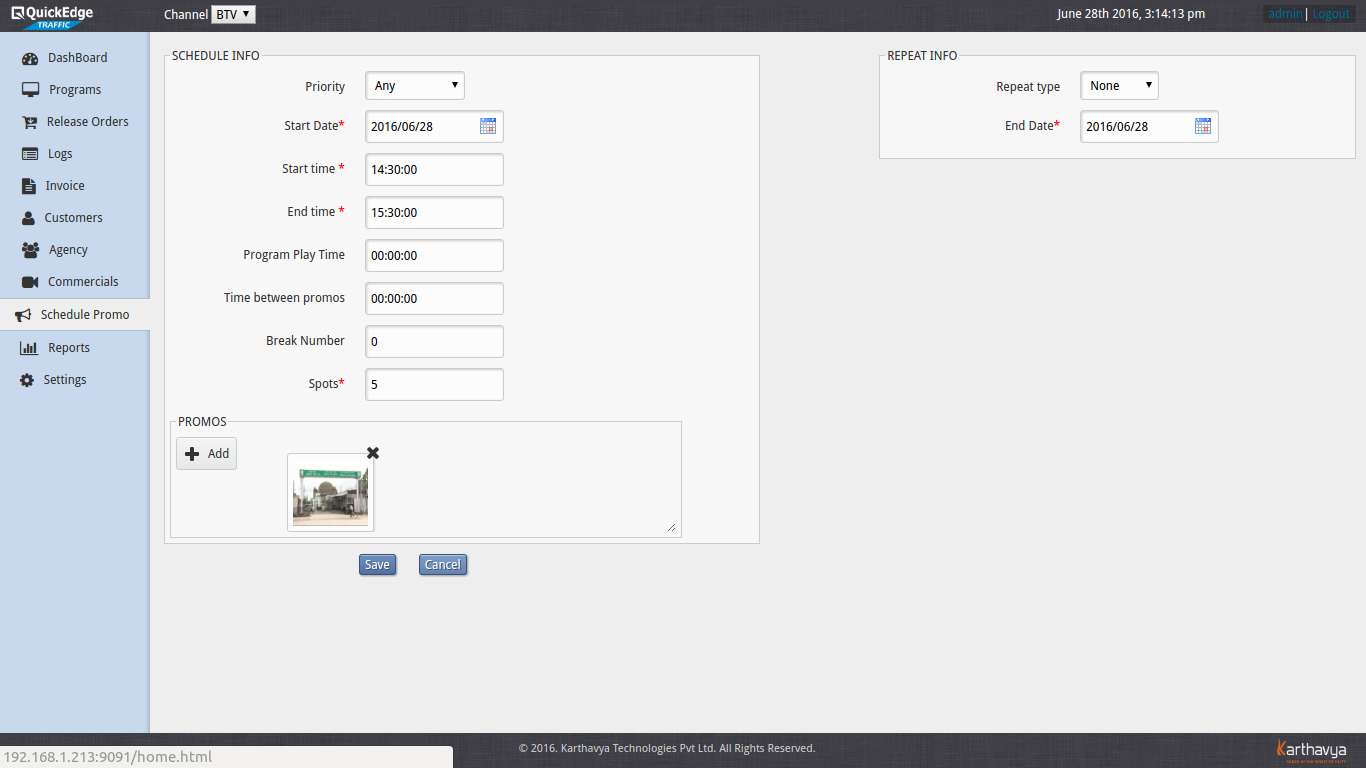 QuickEdge
TRAFFIC
Channel BTV
June 28th 2016, 3:14:13 pm
admin | Logout
DashBoard
Programs
Release Orders
Logs
Invoice
Customers
Agency
Commercials
Schedule Promo
Reports
Settings
SCHEDULE INFO
Priority Any
Start Date* 2016/06/28
Start time * 14:30:00
End time * 15:30:00
Program Play Time 00:00:00
Time between promos 00:00:00
Break Number 0
Spots* 5
PROMOS
Add
Save Cancel
REPEAT INFO
Repeat type None
End Date* 2016/06/28
192.168.1.213:9091/home.html
© 2016. Karthavya Technologies Pvt Ltd. All Rights Reserved.
Karthavya